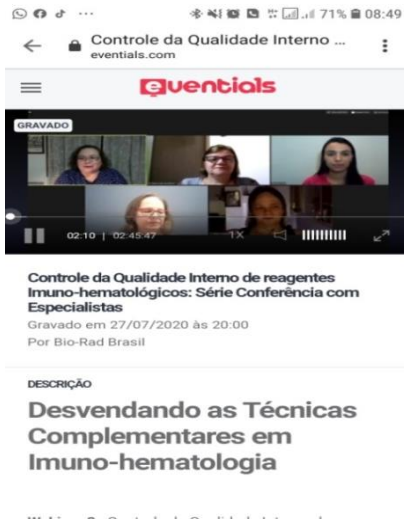 71% 08:49
Controle da Qualidade Interno ...
eventials.com
eventials
GRAVADO
02:10 | 02:45:47
1X
Controle da Qualidade Interno de reagentes
Imuno-hematológicos: Série Conferência com
Especialistas
Gravado em 27/07/2020 às 20:00
Por Bio-Rad Brasil
DESCRIÇÃO
Desvendando as Técnicas
Complementares em
Imuno-hematologia